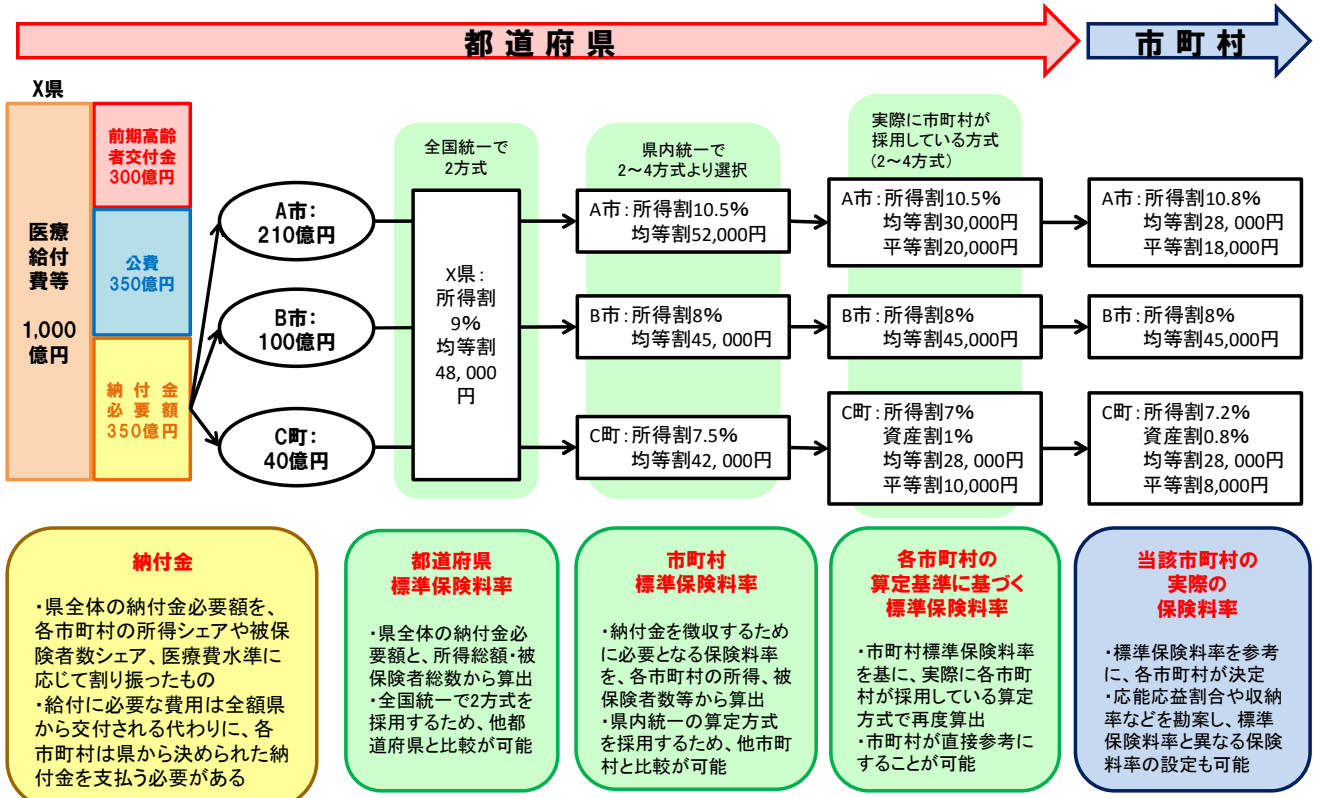 都道府県
市町村
X県
医療
給付
費等
1,000
億円
前期高齢
者交付金
300億円
公費
350億円
納付金
必要額
350億円
A市：
210億円
B市：
100億円
C町：
40億円
全国統一で
2方式
X県：
所得割
9%
均等割
48,000
円
県内統一で
2～4方式より選択
A市：所得割10.5%
均等割52,000円
B市：所得割8%
均等割45,000円
C町：所得割7.5%
均等割42,000円
実際に市町村が
採用している方式
(2～4方式)
A市：所得割10.5%
均等割30,000円
平等割20,000円
B市：所得割8%
均等割45,000円
C町：所得割7%
資産割1%
均等割28,000円
平等割10,000円
A市：所得割10.8%
均等割28,000円
平等割18,000円
B市：所得割8%
均等割45,000円
C町：所得割7.2%
資産割0.8%
均等割28,000円
平等割8,000円
納付金
・県全体の納付金必要額を、
各市町村の所得シェアや被保
険者数シェア、医療費水準に
応じて割り振ったもの
・給付に必要な費用は全額県
から交付される代わりに、各
市町村は県から決められた納
付金を支払う必要がある
都道府県
標準保険料率
・県全体の納付金必
要額と、所得総額・被
保険者総数から算出
・全国統一で2方式を
採用するため、他都
道府県と比較が可能
市町村
標準保険料率
・納付金を徴収するため
に必要となる保険料率
を、各市町村の所得、被
保険者数等から算出
・県内統一の算定方式
を採用するため、他市町
村と比較が可能
各市町村の
算定基準に基づく
標準保険料率
・市町村標準保険料率
を基に、実際に各市町
村が採用している算定
方式で再度算出
・市町村が直接参考に
することが可能
当該市町村の
実際の
保険料率
・標準保険料率を参考
に、各市町村が決定
・応能応益割合や収納
率などを勘案し、標準
保険料率と異なる保険
料率の設定も可能